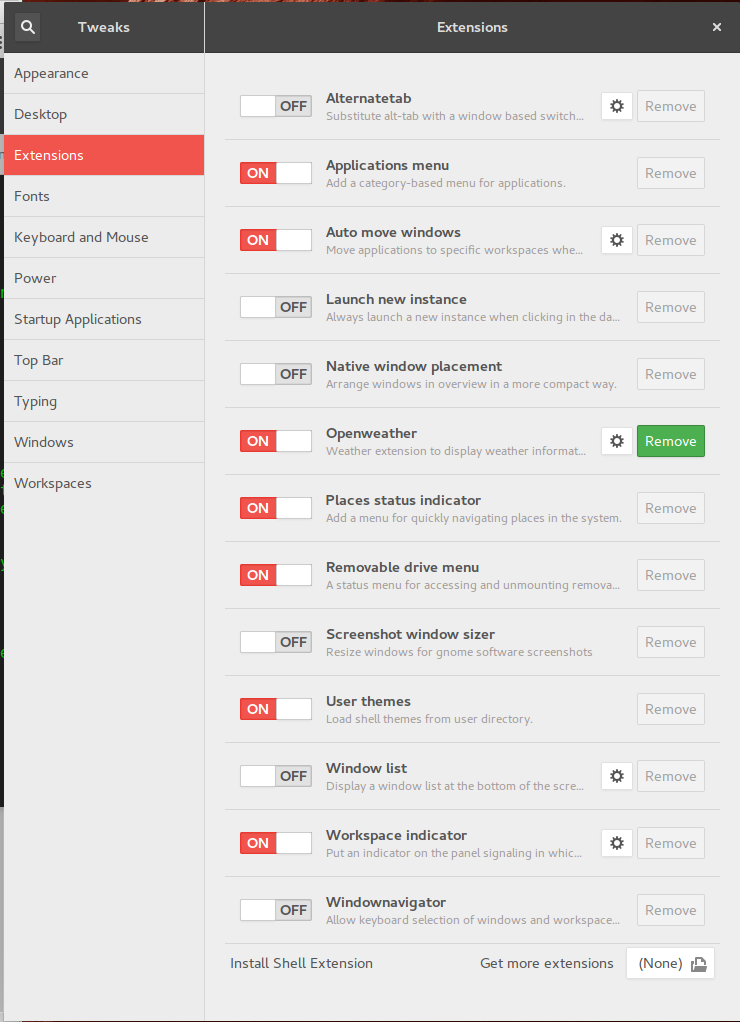 Tweaks
Extensions
Appearance
Desktop
Extensions
Fonts
Keyboard and Mouse
Power
Startup Applications
Top Bar
Typing
Windows
Workspaces
OFF
Alternatetab
Substitute alt-tab with a window based switch...
Remove
ON
Applications menu
Add a category-based menu for applications.
Remove
ON
Auto move windows
Move applications to specific workspaces whe...
Remove
OFF
Launch new instance
Always launch a new instance when clicking in the da...
Remove
OFF
Native window placement
Arrange windows in overview in a more compact way.
Remove
ON
Openweather
Weather extension to display weather informat...
Remove
ON
Places status indicator
Add a menu for quickly navigating places in the system.
Remove
ON
Removable drive menu
A status menu for accessing and unmounting remova...
Remove
OFF
Screenshot window sizer
Resize windows for gnome software screenshots
Remove
ON
User themes
Load shell themes from user directory.
Remove
OFF
Window list
Display a window list at the bottom of the scre...
Remove
ON
Workspace indicator
Put an indicator on the panel signaling in whic...
Remove
OFF
Windownavigator
Allow keyboard selection of windows and workspace...
Remove
Install Shell Extension
Get more extensions
(None)